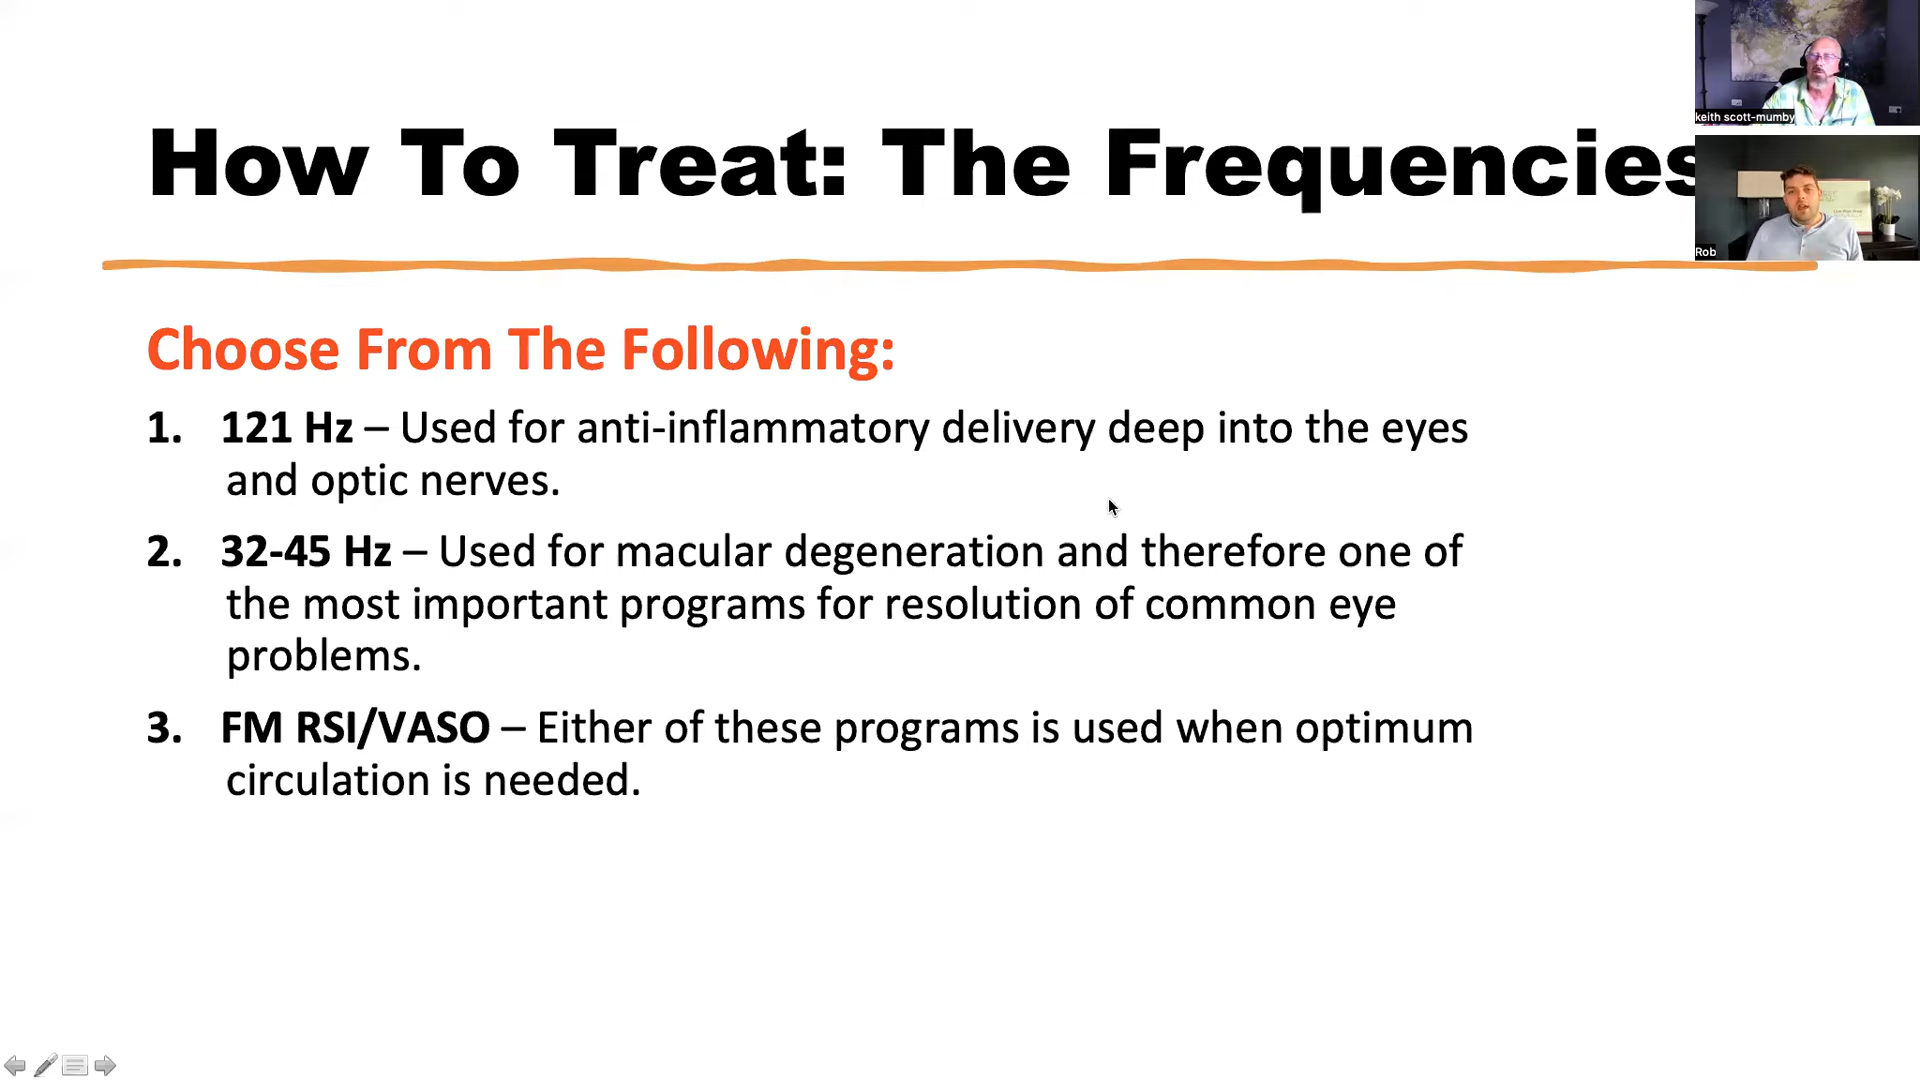 How To Treat: The Frequencies
keith scott-mumby
Rob
Choose From The Following:
1. 121 Hz – Used for anti-inflammatory delivery deep into the eyes
and optic nerves.
2. 32-45 Hz – Used for macular degeneration and therefore one of
the most important programs for resolution of common eye
problems.
3. FM RSI/VASO – Either of these programs is used when optimum
circulation is needed.